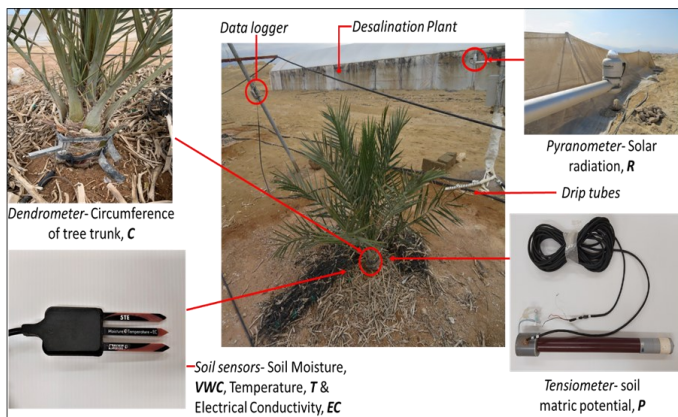 Data logger
Desalination Plant
Pyranometer- Solar
radiation, R
Drip tubes
Dendrometer- Circumference
of tree trunk, C
5TE
Moisture Temperature EC
Soil sensors- Soil Moisture,
VWC, Temperature, T &
Electrical Conductivity, EC
Tensiometer- soil
matric potential, P